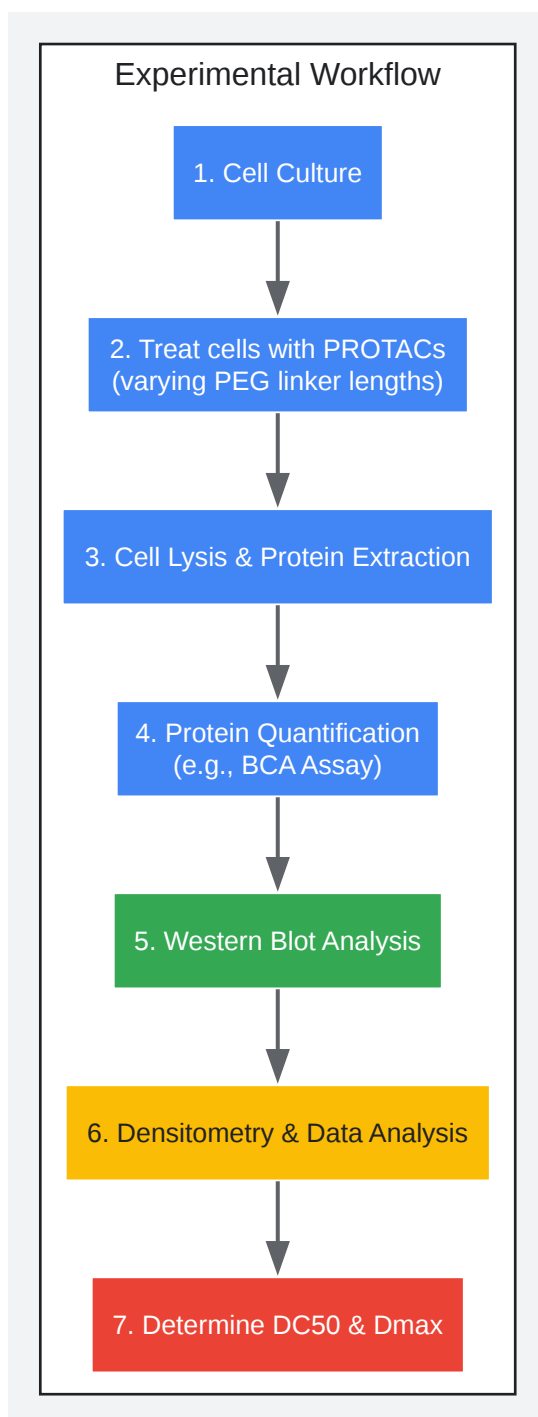 Experimental Workflow
1. Cell Culture
2. Treat cells with PROTACs
(varying PEG linker lengths)
3. Cell Lysis & Protein Extraction
4. Protein Quantification
(e.g., BCA Assay)
5. Western Blot Analysis
6. Densitometry & Data Analysis
7. Determine DC50 & Dmax